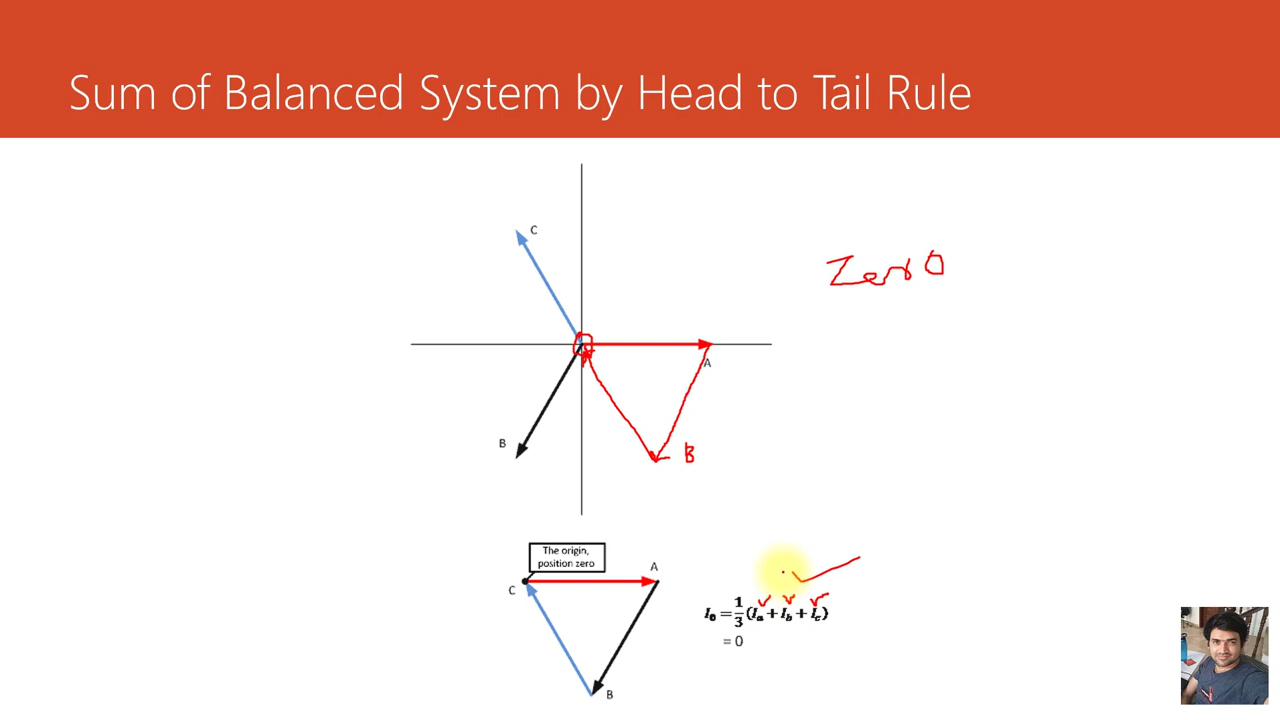 Sum of Balanced System by Head to Tail Rule
C
Zero
A
B
B
The origin,
position zero
A
C
I₀ = 1/3 (Iₐ + I_b + I_c)
= 0
B